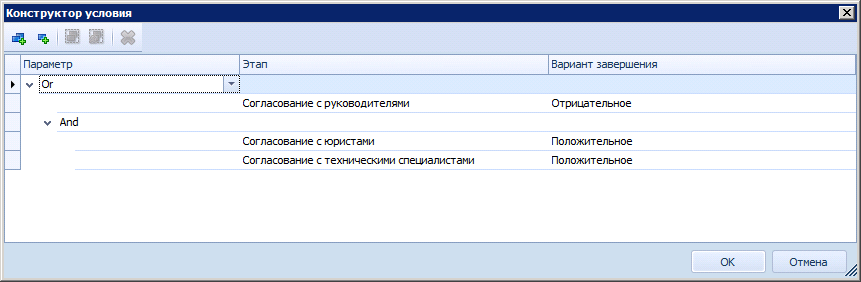 Конструктор условия
Параметр Этап Вариант завершения
Or
Согласование с руководителями Отрицательное
And
Согласование с юристами Положительное
Согласование с техническими специалистами Положительное
OK Отмена